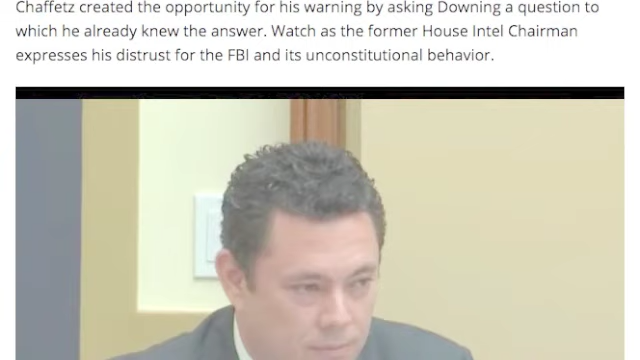 Chaffetz created the opportunity for his warning by asking Downing a question to
which he already knew the answer. Watch as the former House Intel Chairman
expresses his distrust for the FBI and its unconstitutional behavior.